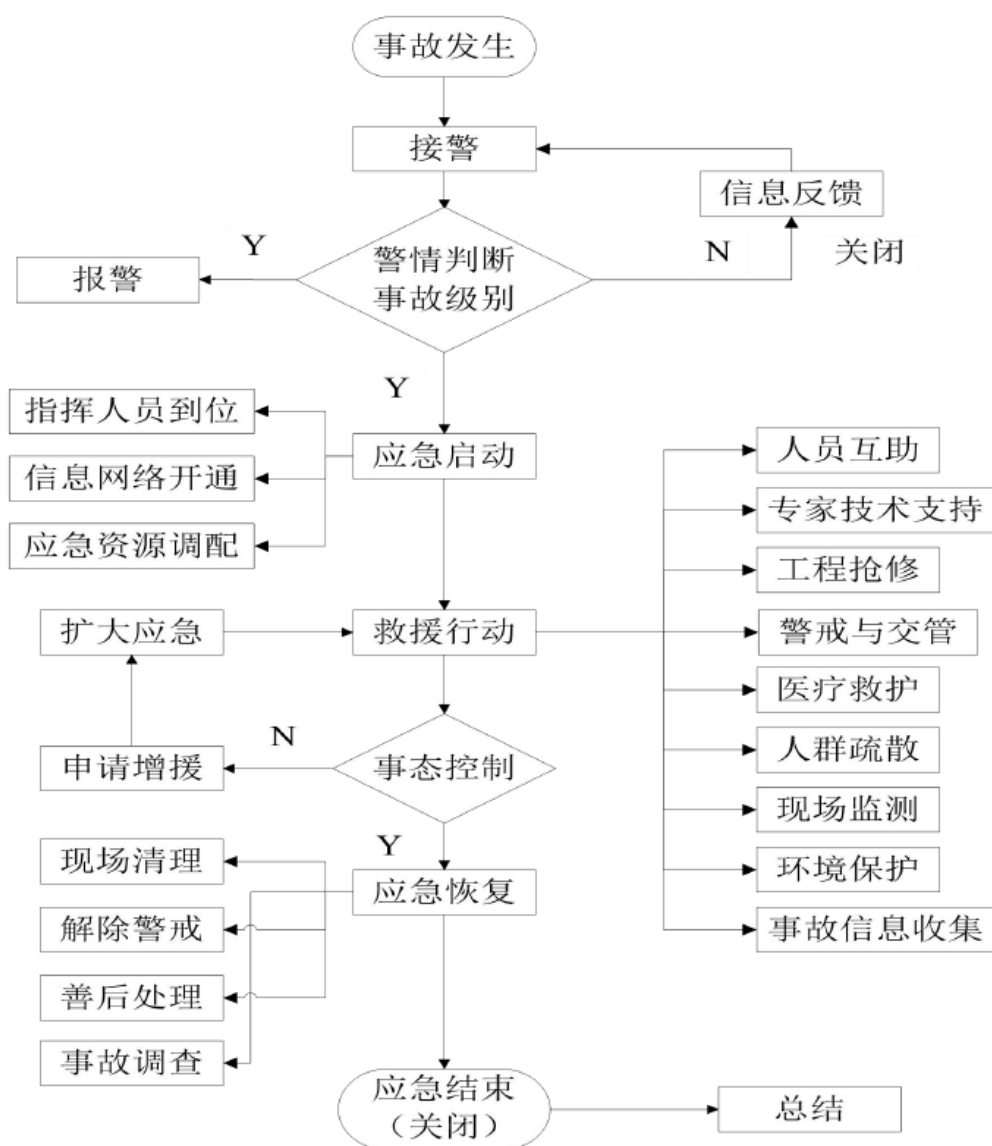 事故发生
接警
信息反馈
Y
N
关闭
报警
警情判断
事故级别
Y
指挥人员到位
应急启动
信息网络开通
应急资源调配
人员互助
专家技术支持
工程抢修
扩大应急
救援行动
警戒与交管
医疗救护
人群疏散
N
申请增援
事态控制
现场监测
Y
现场清理
应急恢复
环境保护
解除警戒
事故信息收集
善后处理
事故调查
应急结束
（关闭）
总结